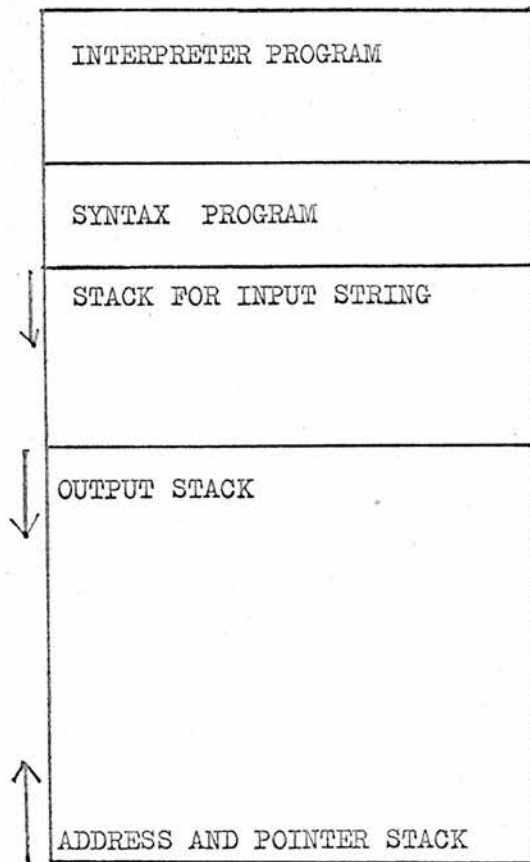 INTERPRETER PROGRAM
SYNTAX PROGRAM
STACK FOR INPUT STRING
OUTPUT STACK
ADDRESS AND POINTER STACK